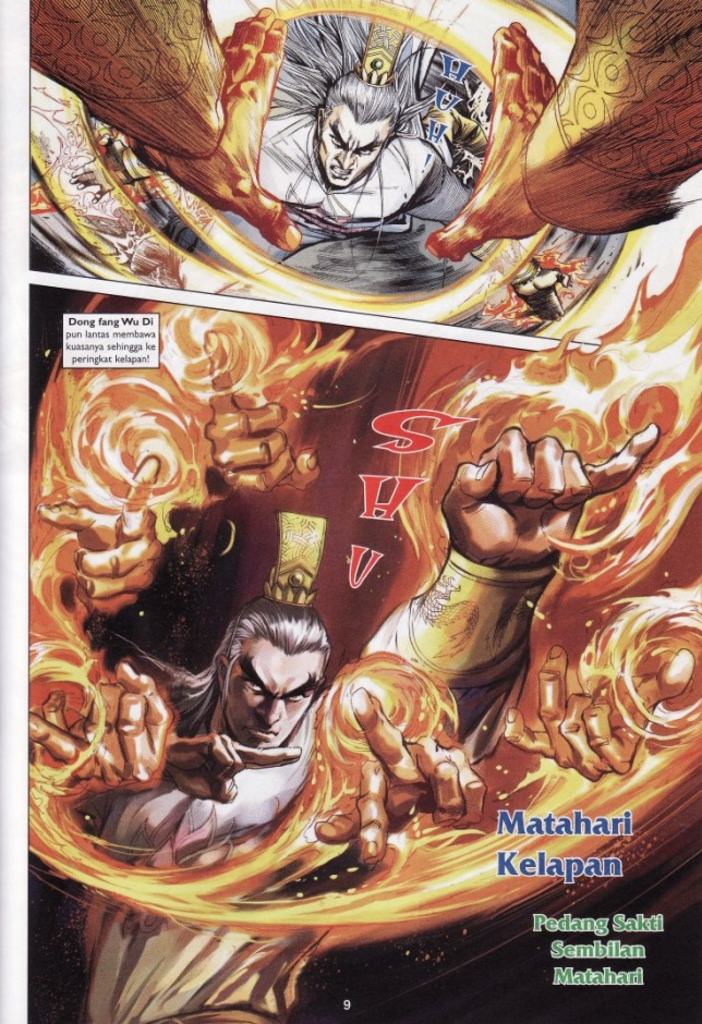 HUH!
Dong fang Wu Di
pun lantas membawa
kuasanya sehingga ke
peringkat kelapan!
SHU
Matahari
Kelapan
Pedang Sakti
Sembilan
Matahari
9